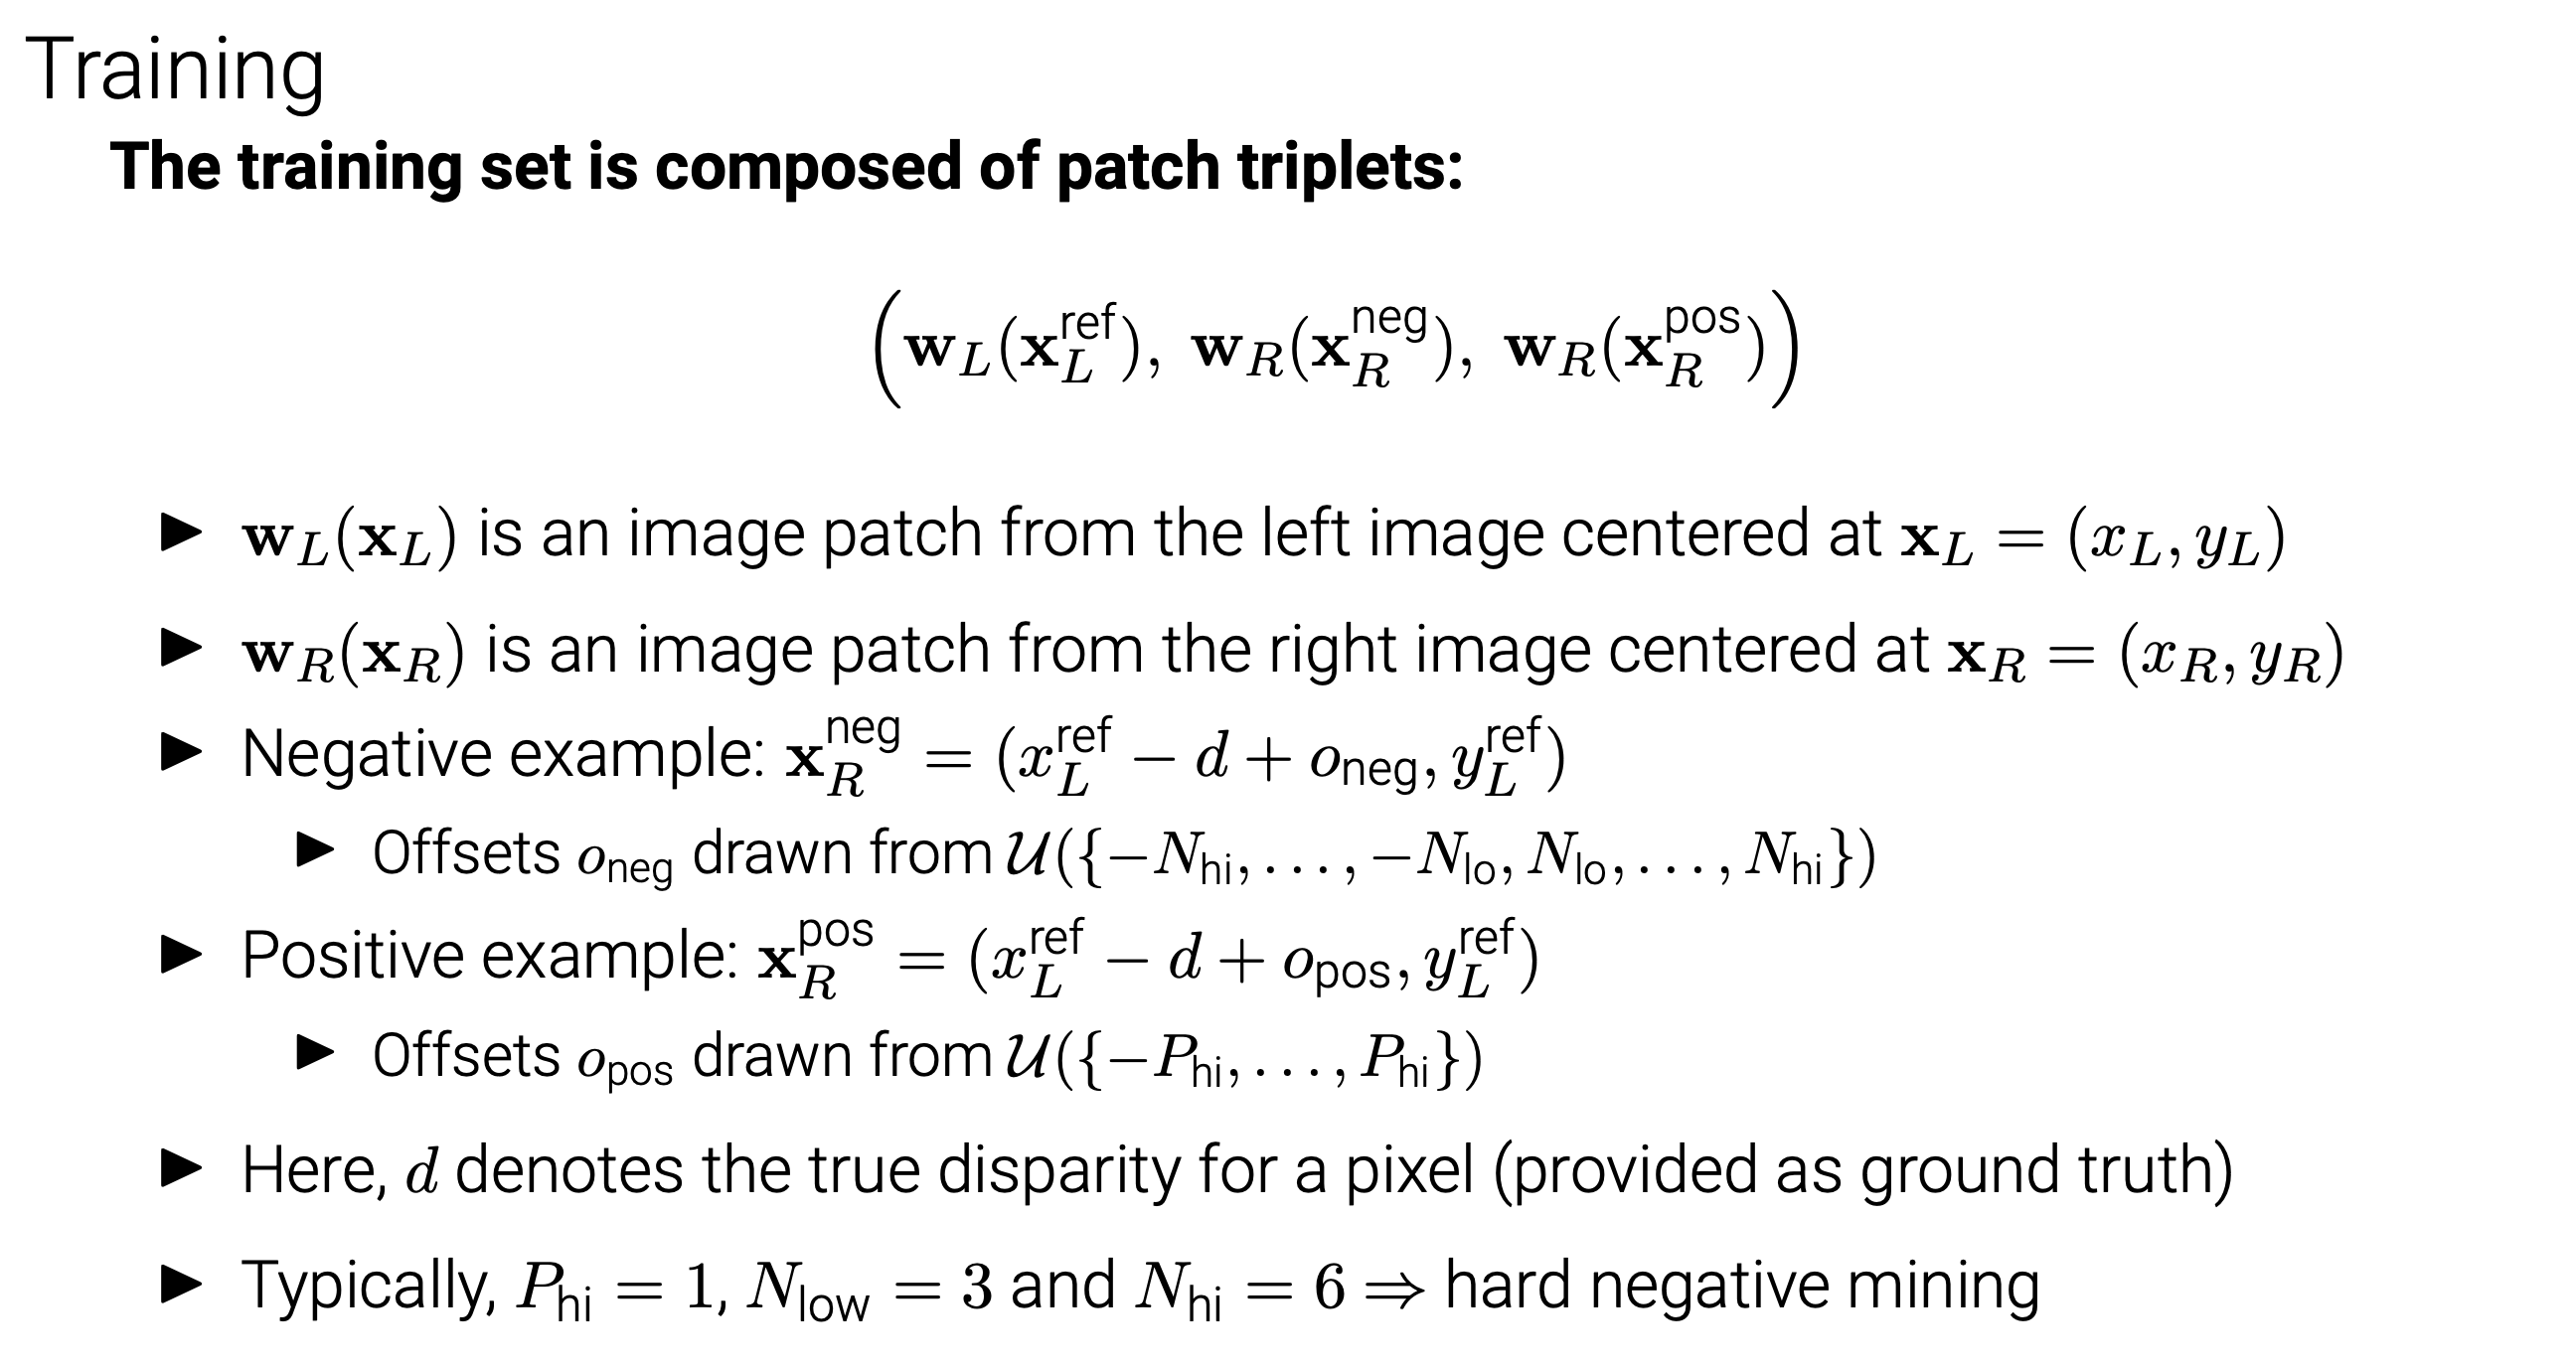 Training
The training set is composed of patch triplets:
$\left( \mathbf{w}_L(\mathbf{x}_L^{\text{ref}}),\ \mathbf{w}_R(\mathbf{x}_R^{\text{neg}}),\ \mathbf{w}_R(\mathbf{x}_R^{\text{pos}}) \right)$
▶ $\mathbf{w}_L(\mathbf{x}_L)$ is an image patch from the left image centered at $\mathbf{x}_L = (x_L, y_L)$
▶ $\mathbf{w}_R(\mathbf{x}_R)$ is an image patch from the right image centered at $\mathbf{x}_R = (x_R, y_R)$
▶ Negative example: $\mathbf{x}_R^{\text{neg}} = (x_L^{\text{ref}} - d + o_{\text{neg}}, y_L^{\text{ref}})$
▶ Offsets $o_{\text{neg}}$ drawn from $\mathcal{U}(\{-N_{\text{hi}}, \ldots, -N_{\text{lo}}, N_{\text{lo}}, \ldots, N_{\text{hi}}\})$
▶ Positive example: $\mathbf{x}_R^{\text{pos}} = (x_L^{\text{ref}} - d + o_{\text{pos}}, y_L^{\text{ref}})$
▶ Offsets $o_{\text{pos}}$ drawn from $\mathcal{U}(\{-P_{\text{hi}}, \ldots, P_{\text{hi}}\})$
▶ Here, $d$ denotes the true disparity for a pixel (provided as ground truth)
▶ Typically, $P_{\text{hi}} = 1$, $N_{\text{low}} = 3$ and $N_{\text{hi}} = 6 \Rightarrow$ hard negative mining